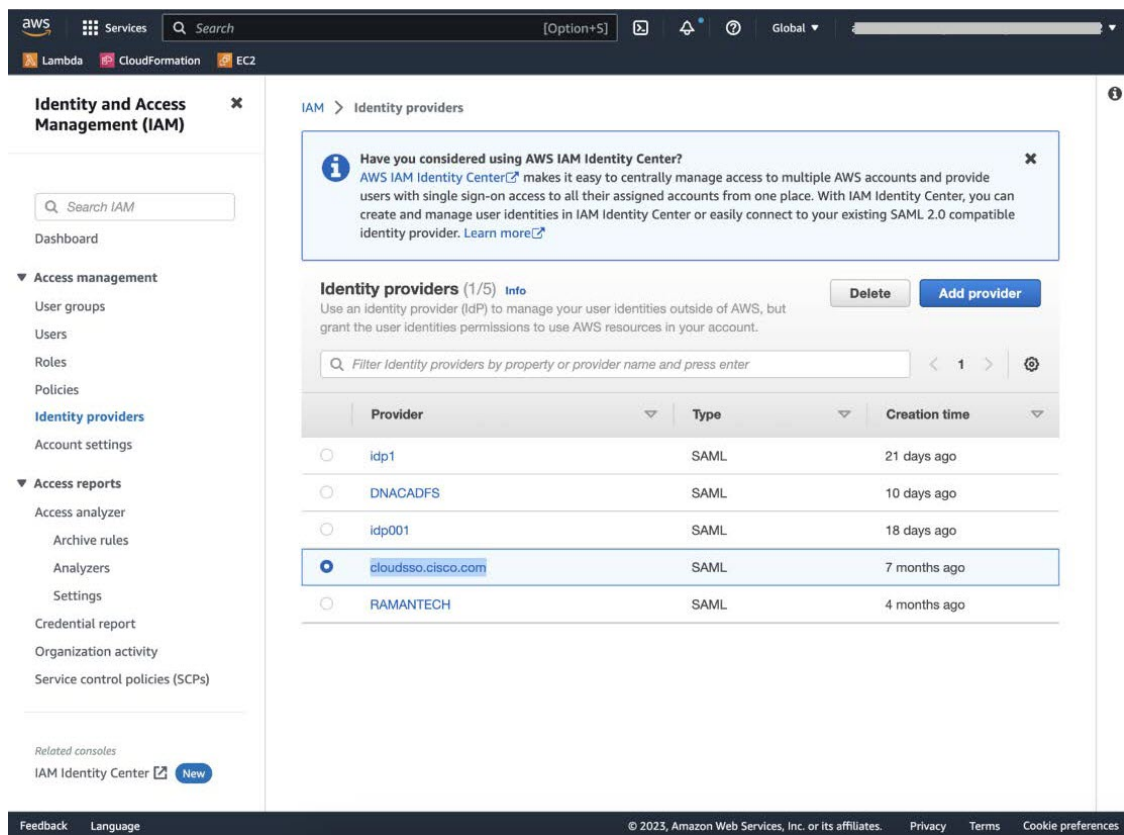 aws
Services
Search
[Option+S]
Global
Lambda
CloudFormation
EC2
Identity and Access
Management (IAM)
Search IAM
Dashboard
Access management
User groups
Users
Roles
Policies
Identity providers
Account settings
Access reports
Access analyzer
Archive rules
Analyzers
Settings
Credential report
Organization activity
Service control policies (SCPs)
Related consoles
IAM Identity Center New
IAM > Identity providers
Have you considered using AWS IAM Identity Center?
AWS IAM Identity Center makes it easy to centrally manage access to multiple AWS accounts and provide
users with single sign-on access to all their assigned accounts from one place. With IAM Identity Center, you can
create and manage user identities in IAM Identity Center or easily connect to your existing SAML 2.0 compatible
identity provider. Learn more
Identity providers (1/5) Info
Use an identity provider (IdP) to manage your user identities outside of AWS, but
grant the user identities permissions to use AWS resources in your account.
Delete
Add provider
Filter Identity providers by property or provider name and press enter
1
Provider Type Creation time
idp1 SAML 21 days ago
DNACADFS SAML 10 days ago
idp001 SAML 18 days ago
cloudsso.cisco.com SAML 7 months ago
RAMANTECH SAML 4 months ago
Feedback Language © 2023, Amazon Web Services, Inc. or its affiliates. Privacy Terms Cookie preferences